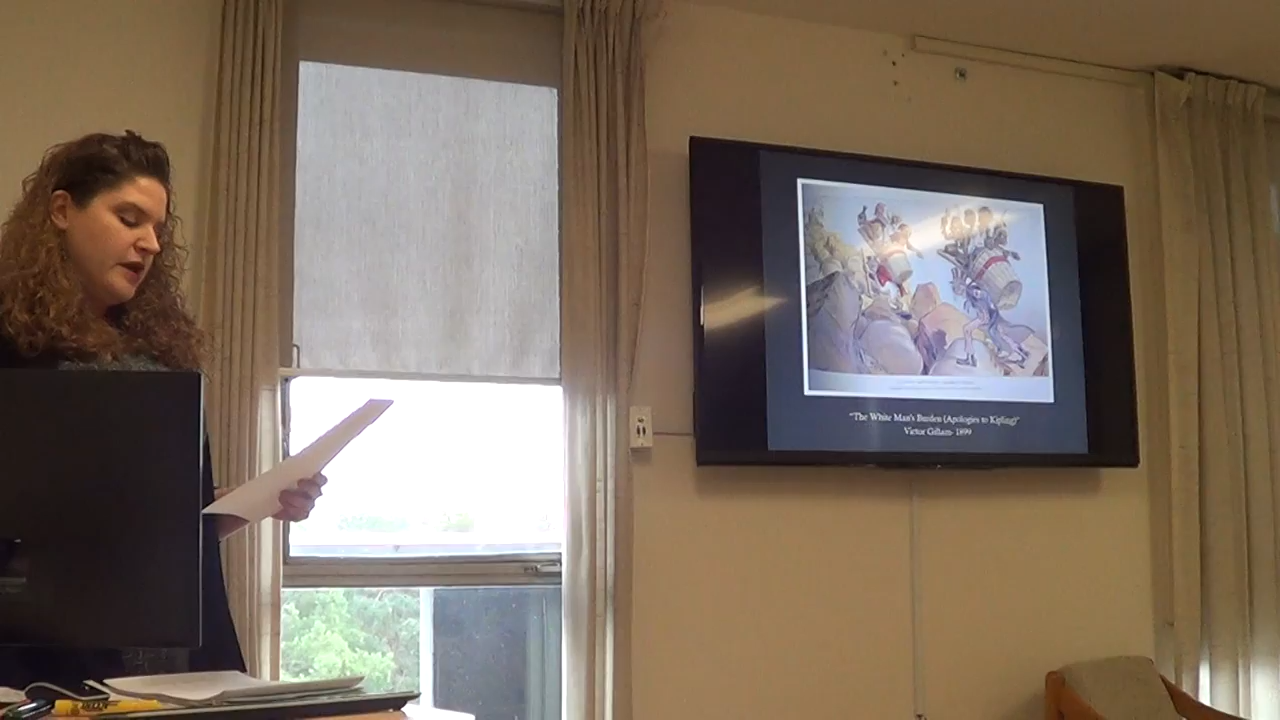 "The White Man's Burden (Apologies to Kipling)"
Victor Gillam- 1899